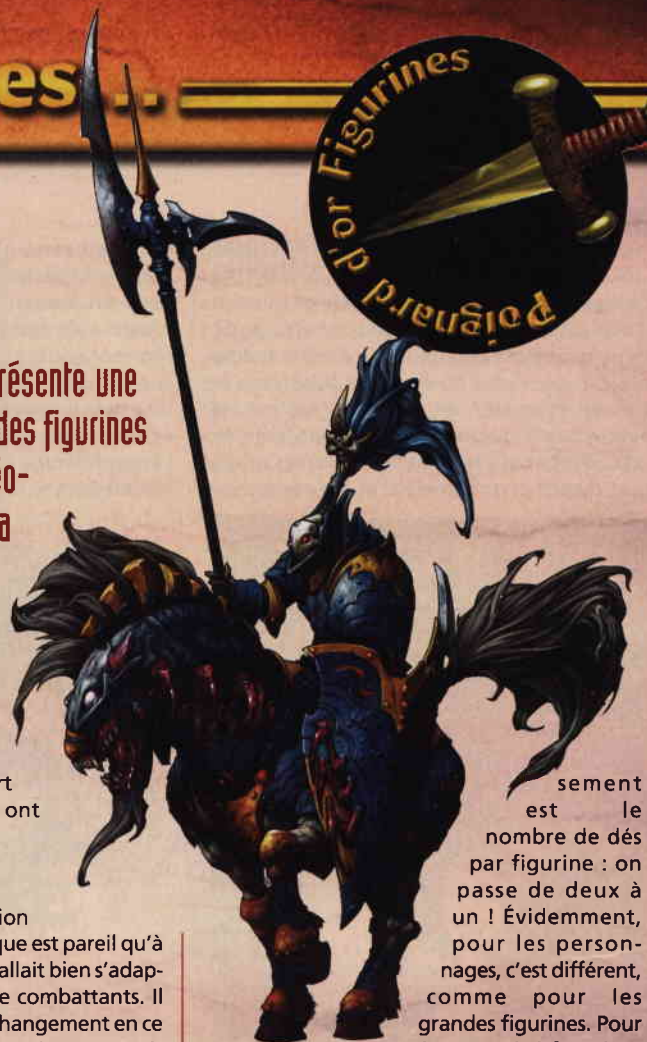 es...
Poignard d'or Figurines
résente une
des figurines
éo-
a
rt
ont
ion
que est pareil qu'à
allait bien s'adap-
e combattants. Il
hangement en ce
sement
est le
nombre de dés
par figurine : on
passe de deux à
un ! Évidemment,
pour les person-
nages, c'est différent,
comme pour les
grandes figurines. Pour